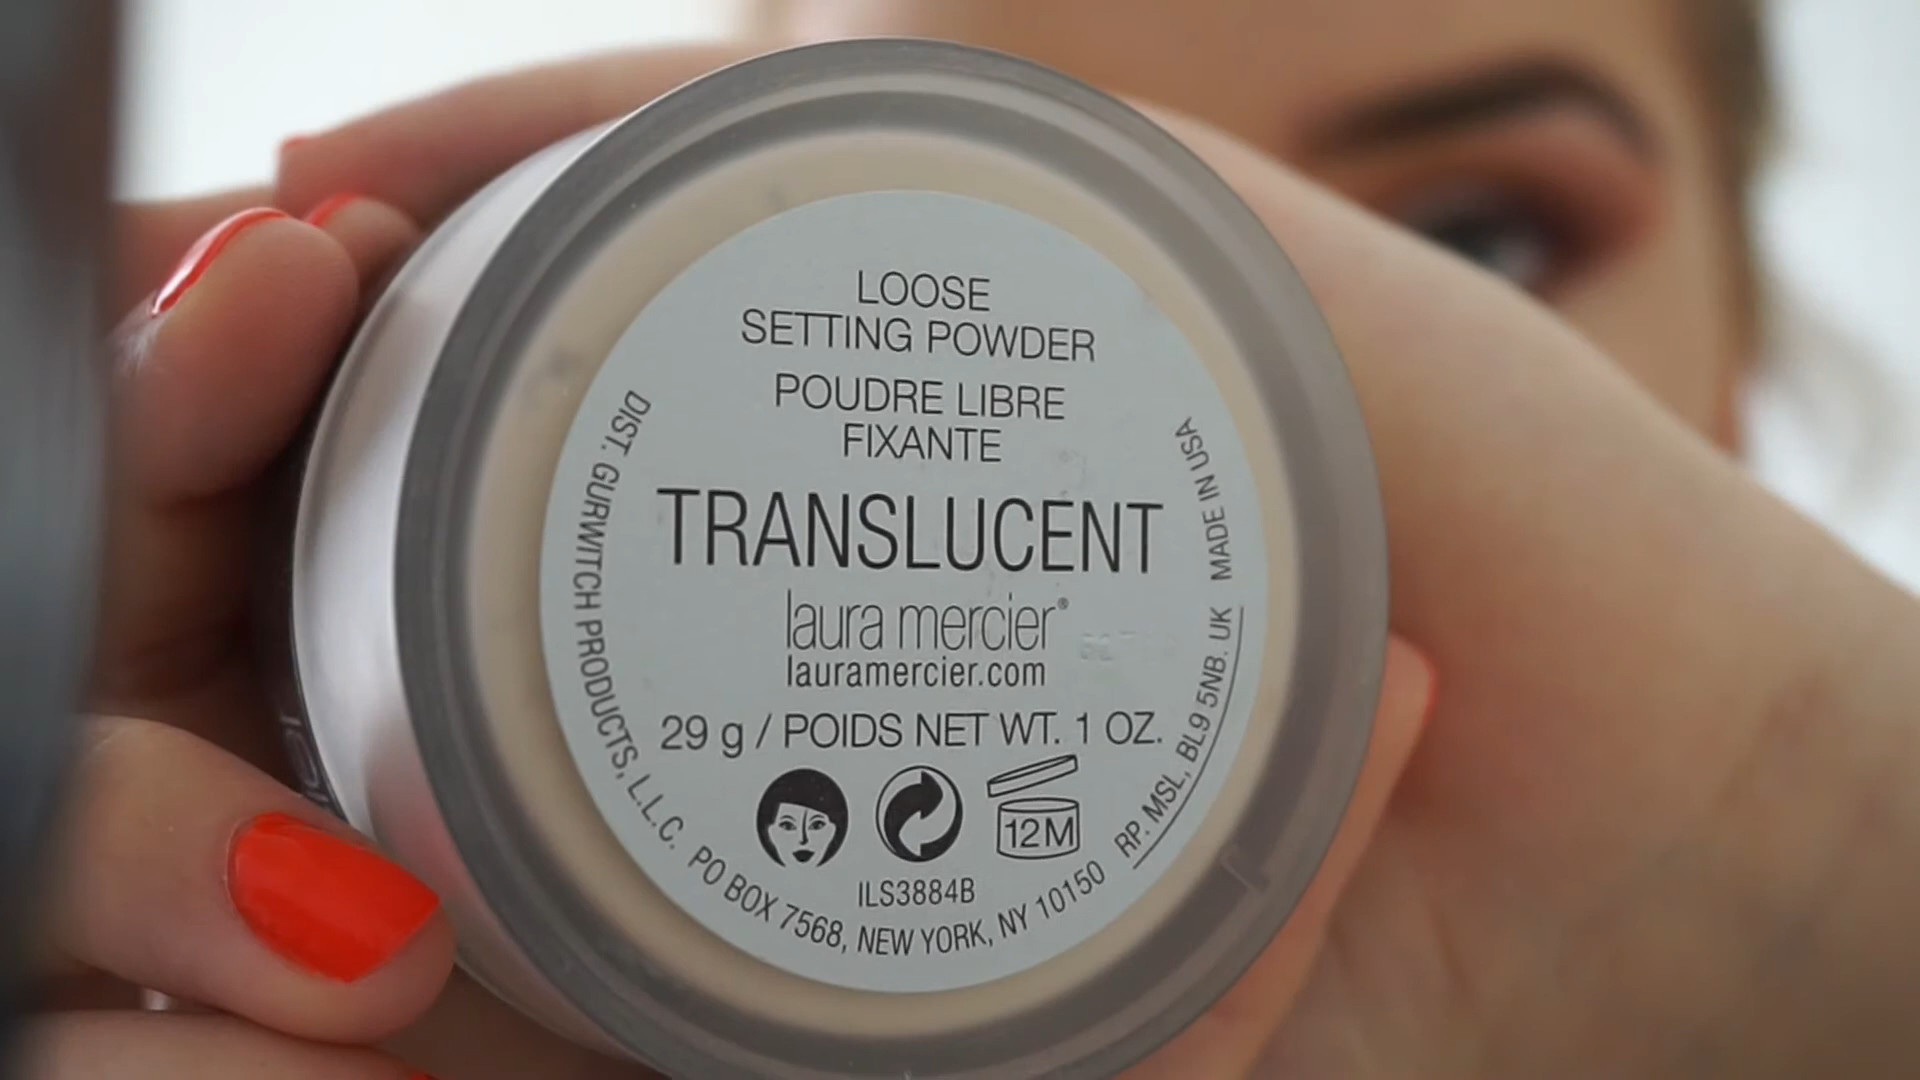 LOOSE
SETTING POWDER
POUDRE LIBRE
FIXANTE
TRANSLUCENT
laura mercier®
lauramercier.com
29 g / POIDS NET WT. 1 OZ.
12M
ILS3884B
DIST. GURWITCH PRODUCTS, L.L.C. PO BOX 7568, NEW YORK, NY 10150
RP. MSL, BL9 5NB. UK MADE IN USA